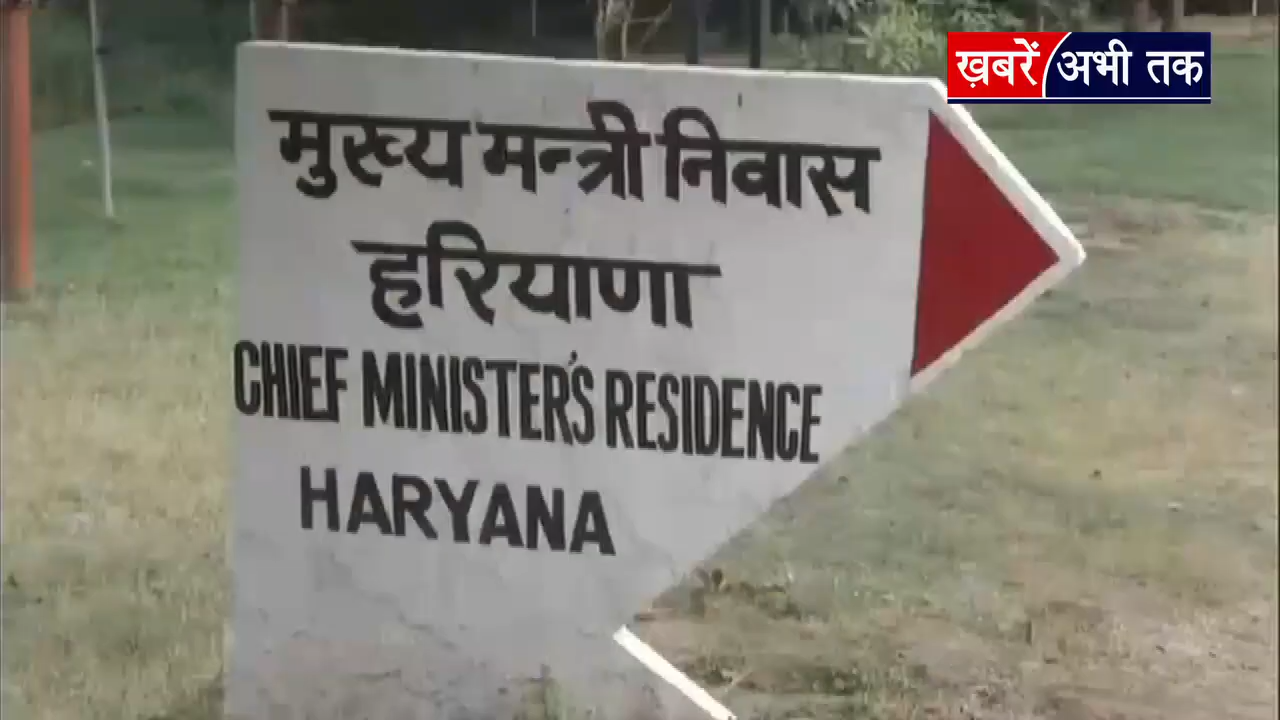 ख़बरें अभी तक
मुख्य मन्त्री निवास
हरियाणा
CHIEF MINISTER'S RESIDENCE
HARYANA